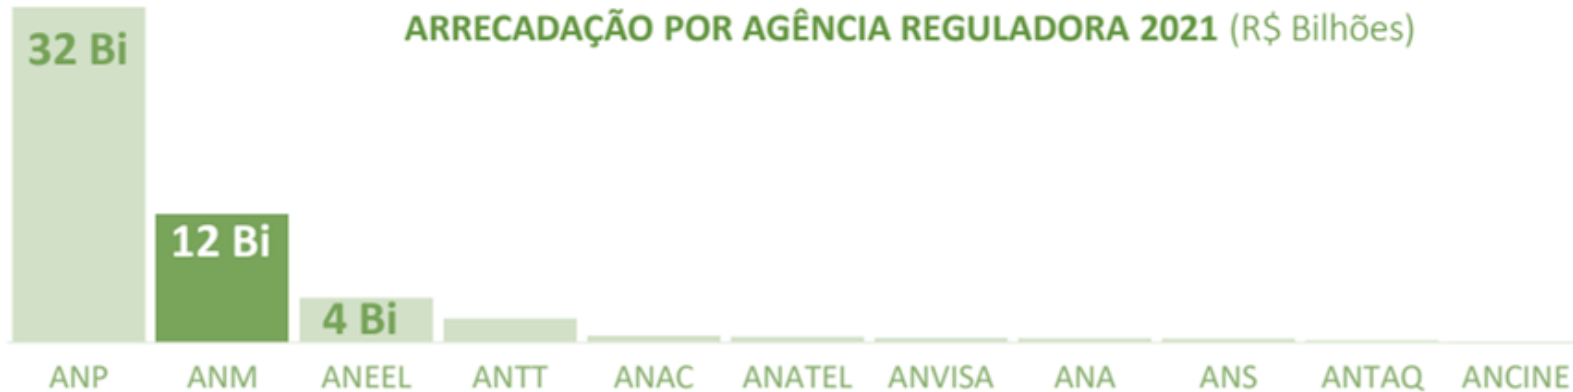 ARRECADAÇÃO POR AGÊNCIA REGULADORA 2021 (R$ Bilhões)
32 Bi
12 Bi
4 Bi
ANP ANM ANEEL ANTT ANAC ANATEL ANVISA ANA ANS ANTAQ ANCINE